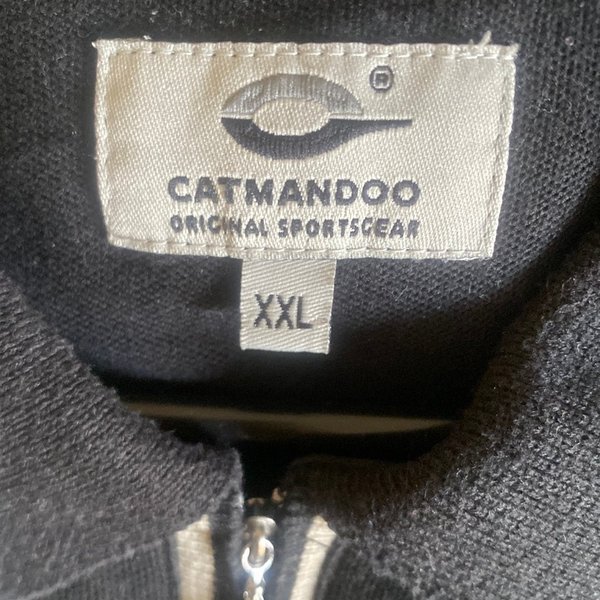 ®
CATMANDOO
ORIGINAL SPORTSGEAR
XXL